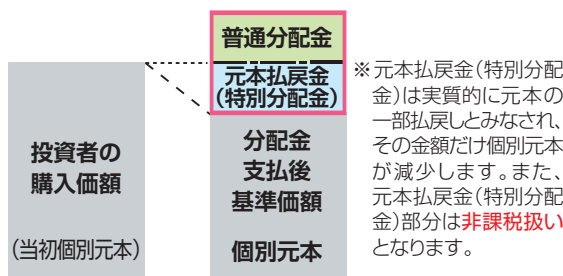 普通分配金
元本払戻金
(特別分配金)
分配金
支払後
基準価額
個別元本
投資者の
購入価額
(当初個別元本)
※元本払戻金(特別分配
金)は実質的に元本の
一部払戻しとみなされ、
その金額だけ個別元本
が減少します。また、
元本払戻金(特別分配
金)部分は非課税扱い
となります。